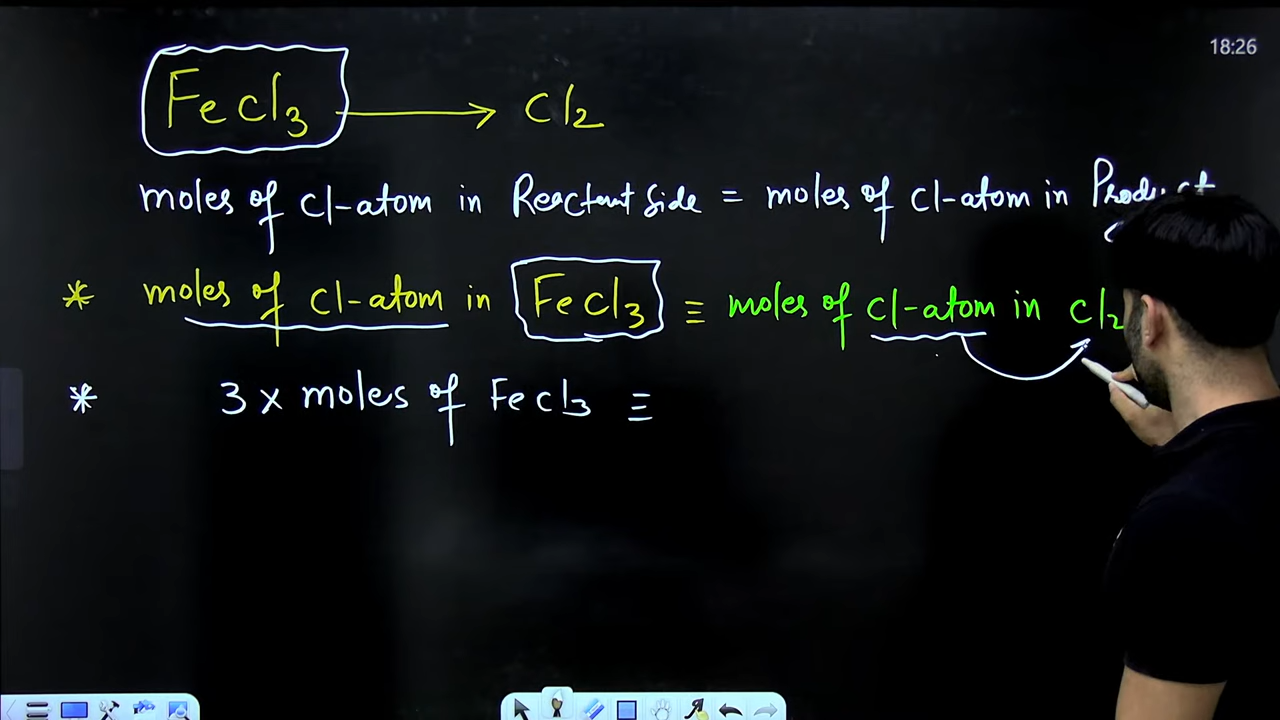 18:26
FeCl3 → Cl2
moles of Cl-atom in Reactant side = moles of Cl-atom in Product
* moles of Cl-atom in FeCl3 ≡ moles of Cl-atom in Cl2
* 3 × moles of FeCl3 ≡